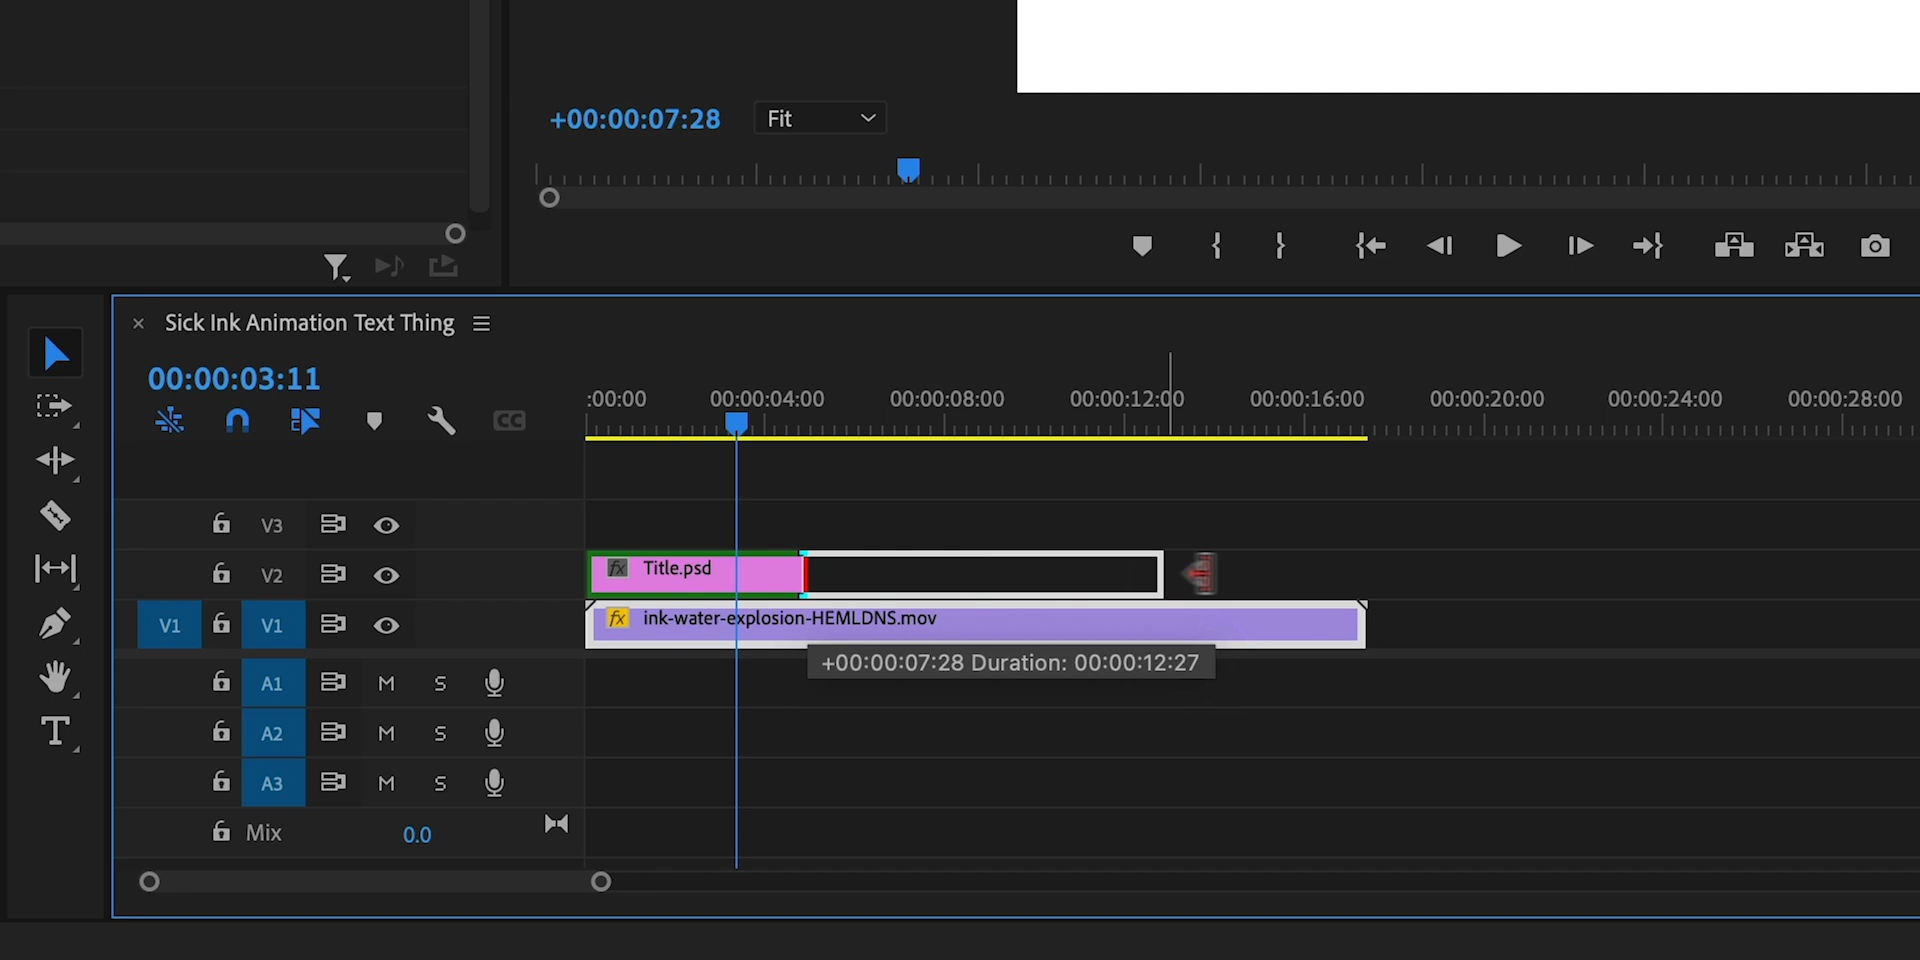 +00:00:07:28 Fit
Sick Ink Animation Text Thing
00:00:03:11
:00:00 00:00:04:00 00:00:08:00 00:00:12:00 00:00:16:00 00:00:20:00 00:00:24:00 00:00:28:00
CC
V3
V2 fx Title.psd
V1 V1 fx ink-water-explosion-HEMLDNS.mov
+00:00:07:28 Duration: 00:00:12:27
A1 M S
A2 M S
A3 M S
Mix 0.0